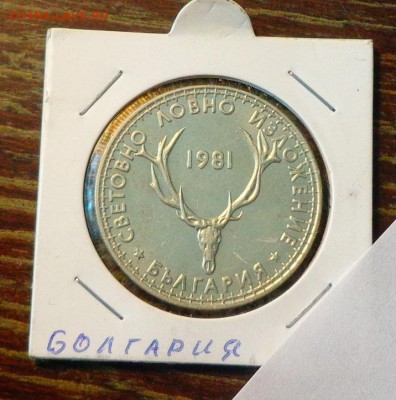 СВЕТОВНО ЛОВНО ИЗЛОЖЕНИЕ
1981
* БЪЛГАРИЯ *
БОЛГАРИЯ